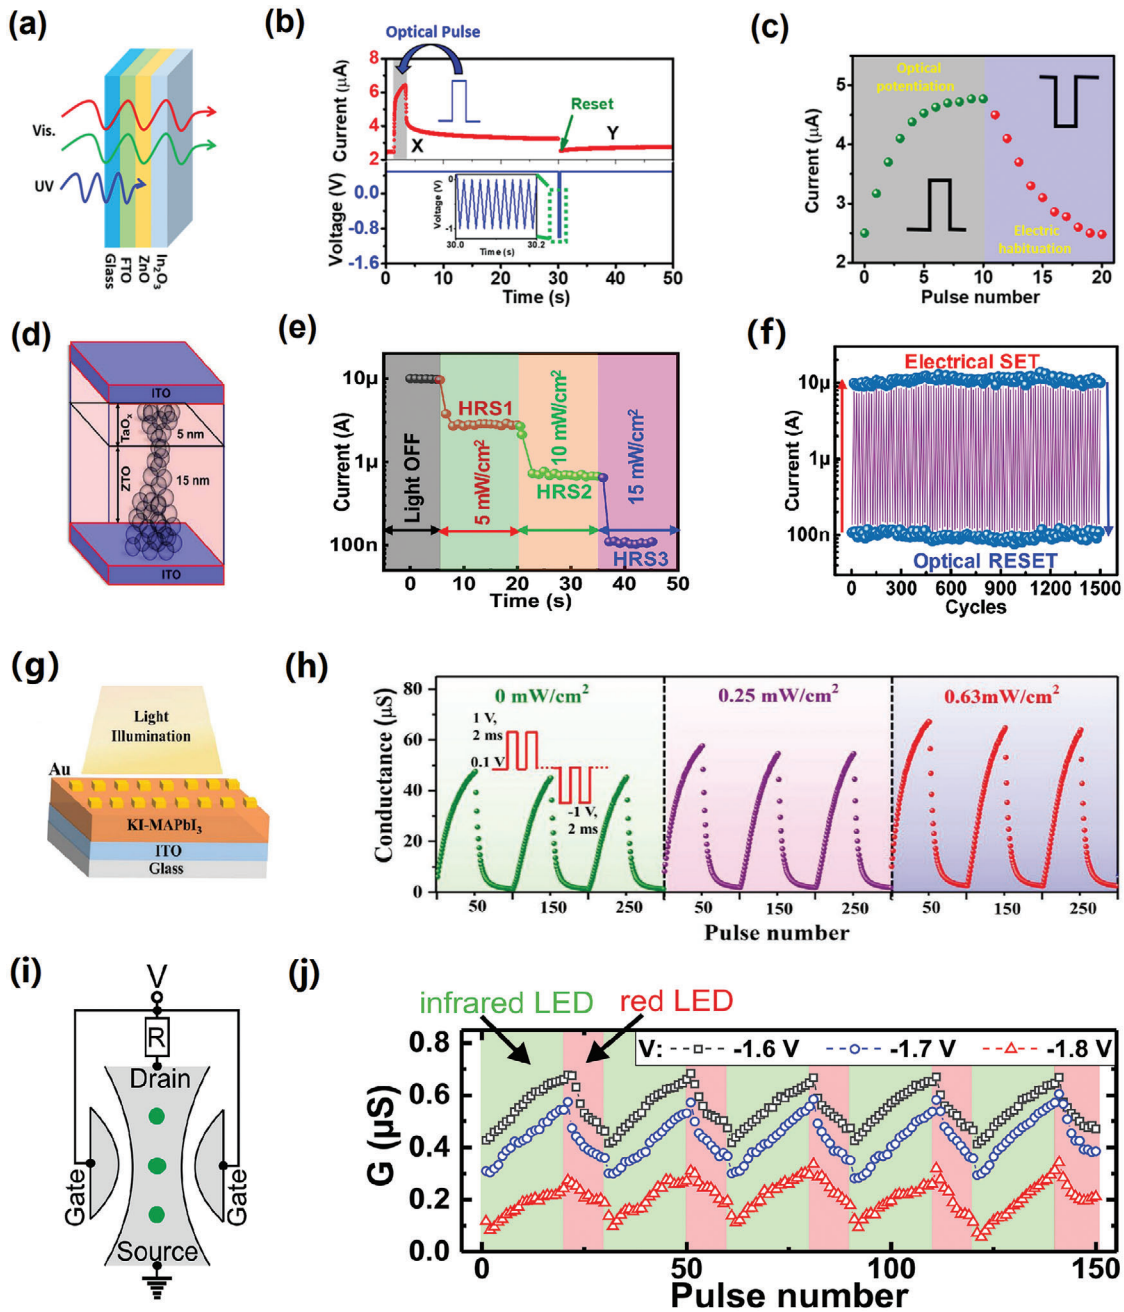 (a)
Vis.
UV
Glass
FTO
ZnO
In2O3
(b)
Optical Pulse
Current (μA)
8
6
4
2
X
Reset
Y
Voltage (V)
0.0
-0.8
-1.6
Voltage (V)
0
-1
30.0
30.2
Time (s)
0 10 20 30 40 50
Time (s)
(c)
Current (μA)
5
4
3
2
Optical
potentiation
Electric
habituation
0 5 10 15 20
Pulse number
(d)
ITO
TaOx
5 nm
ZTO
15 nm
ITO
(e)
Current (A)
10μ
1μ
100n
Light OFF
HRS1
5 mW/cm2
10 mW/cm2
HRS2
15 mW/cm2
HRS3
0 10 20 30 40 50
Time (s)
(f)
Current (A)
10μ
1μ
100n
Electrical SET
Optical RESET
0 300 600 900 1200 1500
Cycles
(g)
Light
Illumination
Au
KI-MAPbI3
ITO
Glass
(h)
Conductance (μS)
80
60
40
20
0
0 mW/cm2
0.25 mW/cm2
0.63mW/cm2
1 V,
2 ms
0.1 V
-1 V,
2 ms
50 150 250 50 150 250 50 150 250
Pulse number
(i)
V
R
Drain
Gate
Gate
Source
(j)
infrared LED
red LED
V: -1.6 V -1.7 V -1.8 V
G (μS)
0.8
0.6
0.4
0.2
0.0
0 50 100 150
Pulse number